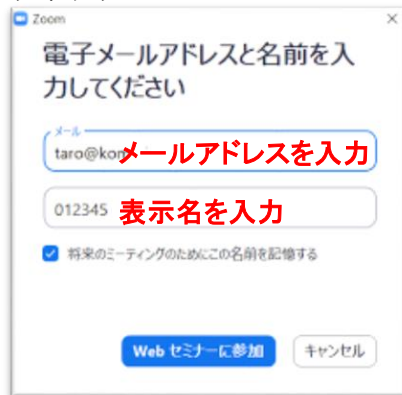 Zoom
電子メールアドレスと名前を入
力してください
メール
taro@kom メールアドレスを入力
012345 表示名を入力
将来のミーティングのためにこの名前を記憶する
Web セミナーに参加 キャンセル